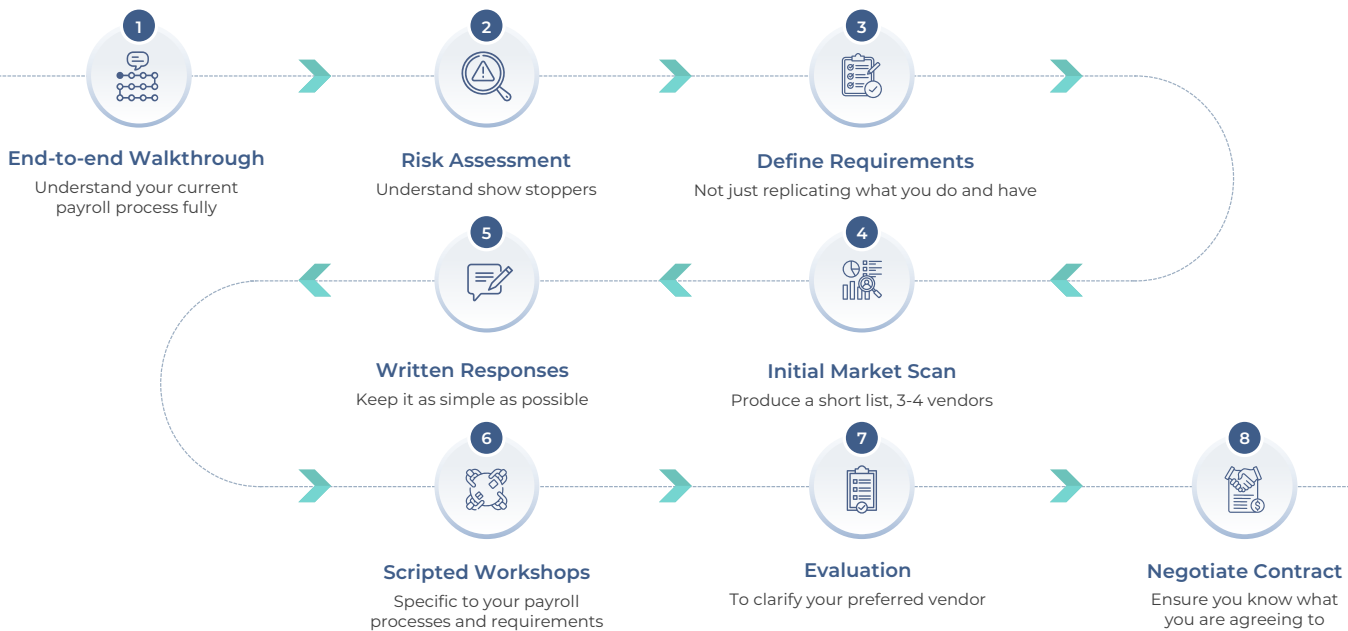 1
End-to-end Walkthrough
Understand your current
payroll process fully
2
Risk Assessment
Understand show stoppers
3
Define Requirements
Not just replicating what you do and have
4
Initial Market Scan
Produce a short list, 3-4 vendors
5
Written Responses
Keep it as simple as possible
6
Scripted Workshops
Specific to your payroll
processes and requirements
7
Evaluation
To clarify your preferred vendor
8
Negotiate Contract
Ensure you know what
you are agreeing to